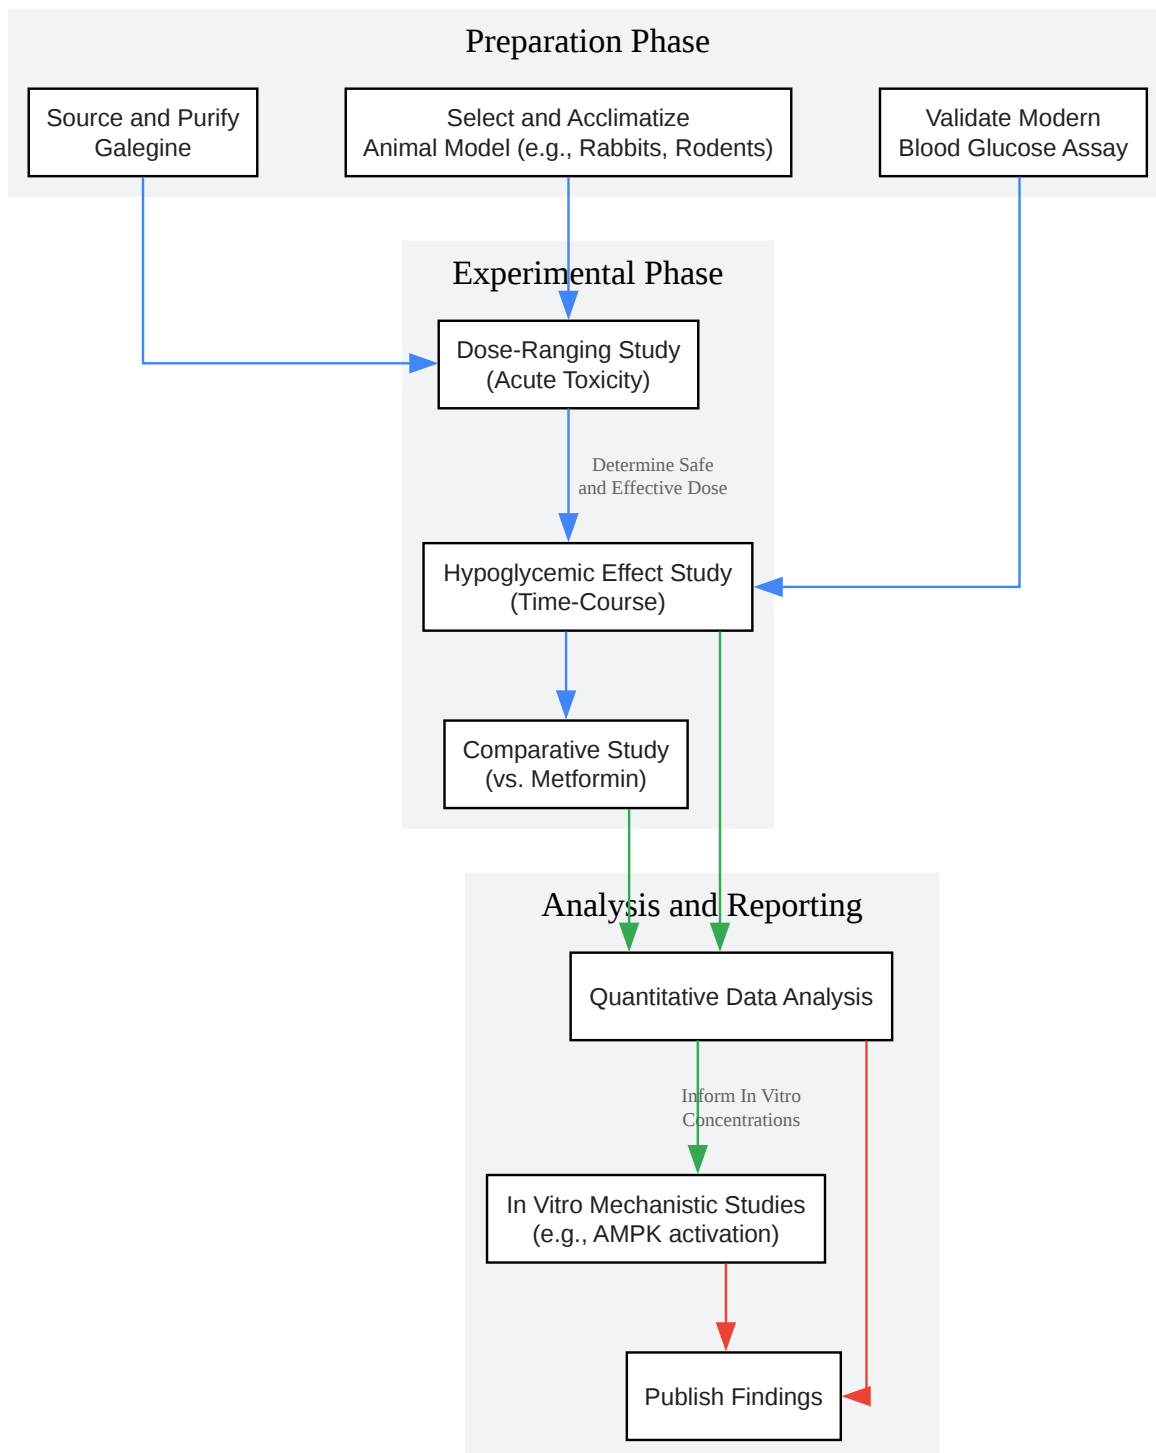 Preparation Phase
Source and Purify
Galegine
Select and Acclimatize
Animal Model (e.g., Rabbits, Rodents)
Validate Modern
Blood Glucose Assay
Experimental Phase
Dose-Ranging Study
(Acute Toxicity)
Determine Safe
and Effective Dose
Hypoglycemic Effect Study
(Time-Course)
Comparative Study
(vs. Metformin)
Analysis and Reporting
Quantitative Data Analysis
Inform In Vitro
Concentrations
In Vitro Mechanistic Studies
(e.g., AMPK activation)
Publish Findings